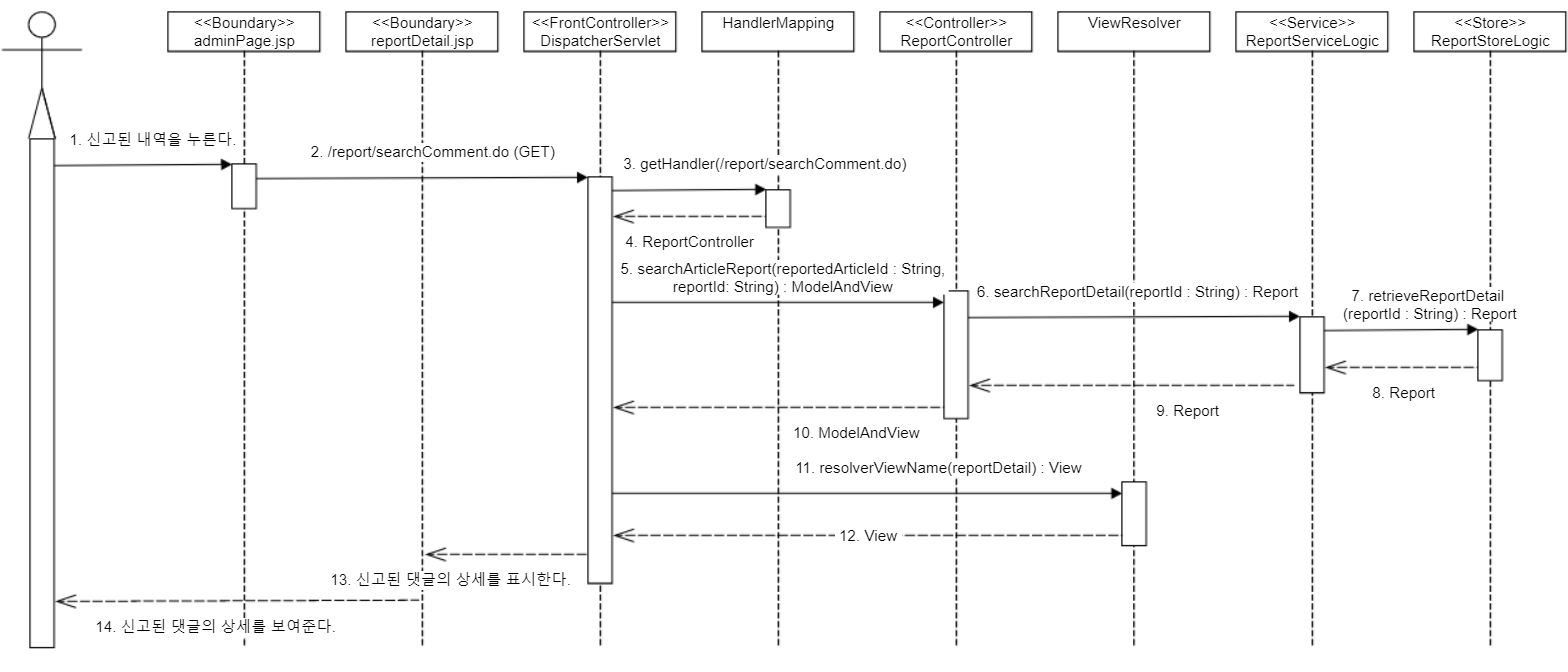 <<Boundary>>
adminPage.jsp
<<Boundary>>
reportDetail.jsp
<<FrontController>>
DispatcherServlet
HandlerMapping
<<Controller>>
ReportController
ViewResolver
<<Service>>
ReportServiceLogic
<<Store>>
ReportStoreLogic
1. 신고된 내역을 누른다.
2. /report/searchComment.do (GET)
3. getHandler(/report/searchComment.do)
4. ReportController
5. searchArticleReport(reportedArticleId : String,
reportId: String) : ModelAndView
6. searchReportDetail(reportId : String) : Report
7. retrieveReportDetail
(reportId : String) : Report
8. Report
9. Report
10. ModelAndView
11. resolverViewName(reportDetail) : View
12. View
13. 신고된 댓글의 상세를 표시한다.
14. 신고된 댓글의 상세를 보여준다.